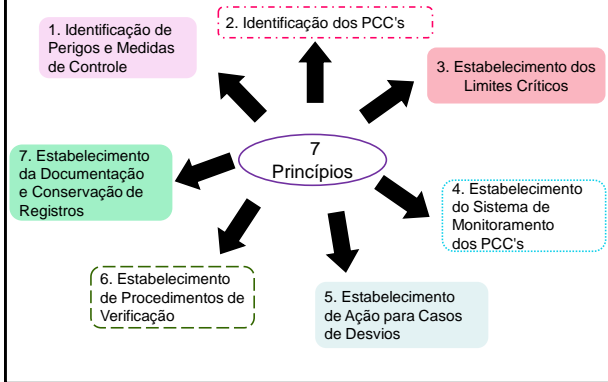 1. Identificação de
Perigos e Medidas
de Controle
2. Identificação dos PCC's
3. Estabelecimento dos
Limites Críticos
7
Princípios
4. Estabelecimento
do Sistema de
Monitoramento
dos PCC's
5. Estabelecimento
de Ação para Casos
de Desvios
6. Estabelecimento
de Procedimentos de
Verificação
7. Estabelecimento
da Documentação
e Conservação de
Registros